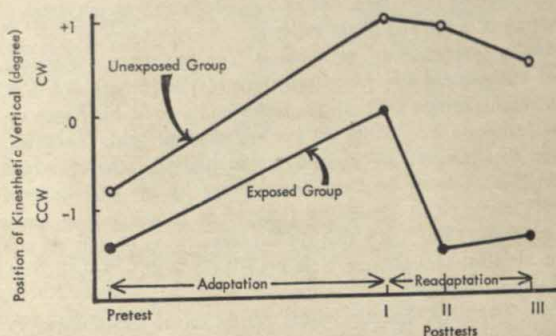 Position of Kinesthetic Vertical (degree)
CCW CW
+1
.0
-1
Unexposed Group
Exposed Group
Adaptation
Readaptation
Pretest
I
II
III
Posttests